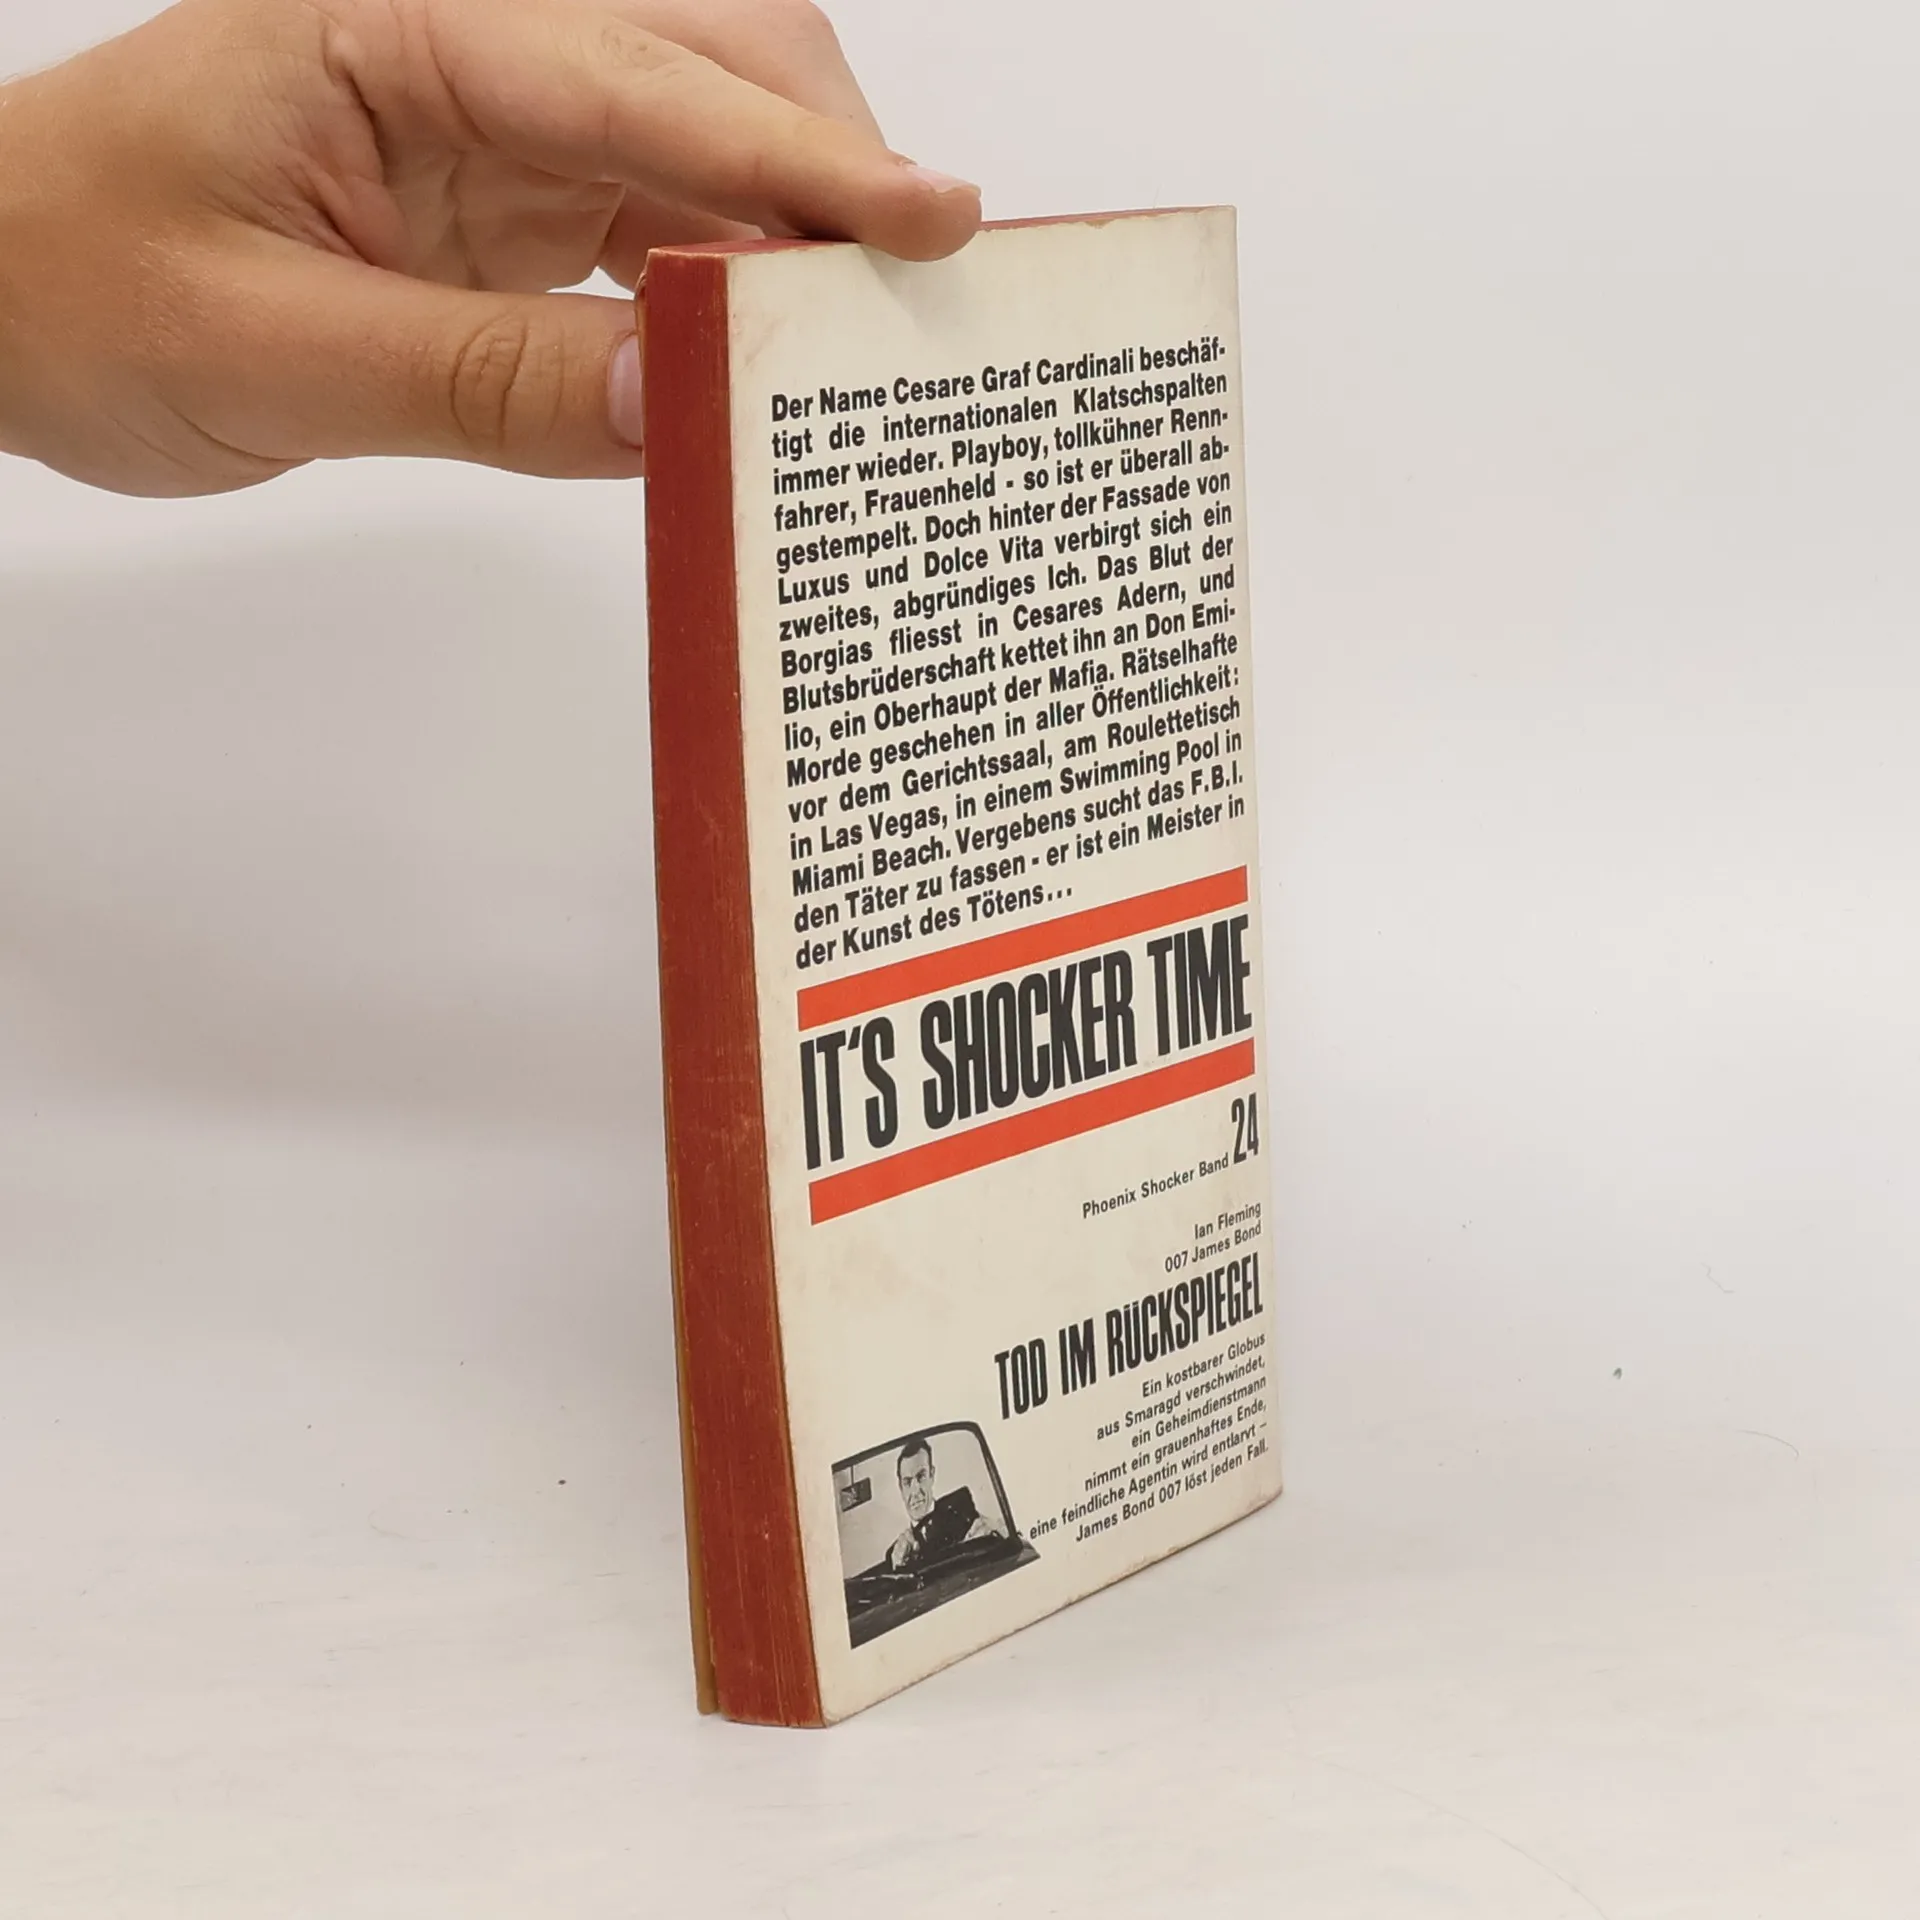 Der Name Cesare Graf Cardinali beschäf-
tigt die internationalen Klatschspalten
immer wieder. Playboy, tollkühner Renn-
fahrer, Frauenheld - so ist er überall ab-
gestempelt. Doch hinter der Fassade von
Luxus und Dolce Vita verbirgt sich ein
zweites, abgründiges Ich. Das Blut der
Borgias fliesst in Cesares Adern, und
Blutsbrüderschaft kettet ihn an Don Emi-
lio, ein Oberhaupt der Mafia. Rätselhafte
Morde geschehen in aller Öffentlichkeit:
vor dem Gerichtssaal, am Roulettetisch
in Las Vegas, in einem Swimming Pool in
Miami Beach. Vergebens sucht das F.B.I.
den Täter zu fassen - er ist ein Meister in
der Kunst des Tötens...
IT'S SHOCKER TIME
Phoenix Shocker Band 24
Ian Fleming
007 James Bond
TOD IM RÜCKSPIEGEL
Ein kostbarer Globus
aus Smaragd verschwindet,
ein Geheimdienstmann
nimmt ein grauenhaftes Ende,
eine feindliche Agentin wird entlarvt –
James Bond 007 löst jeden Fall.